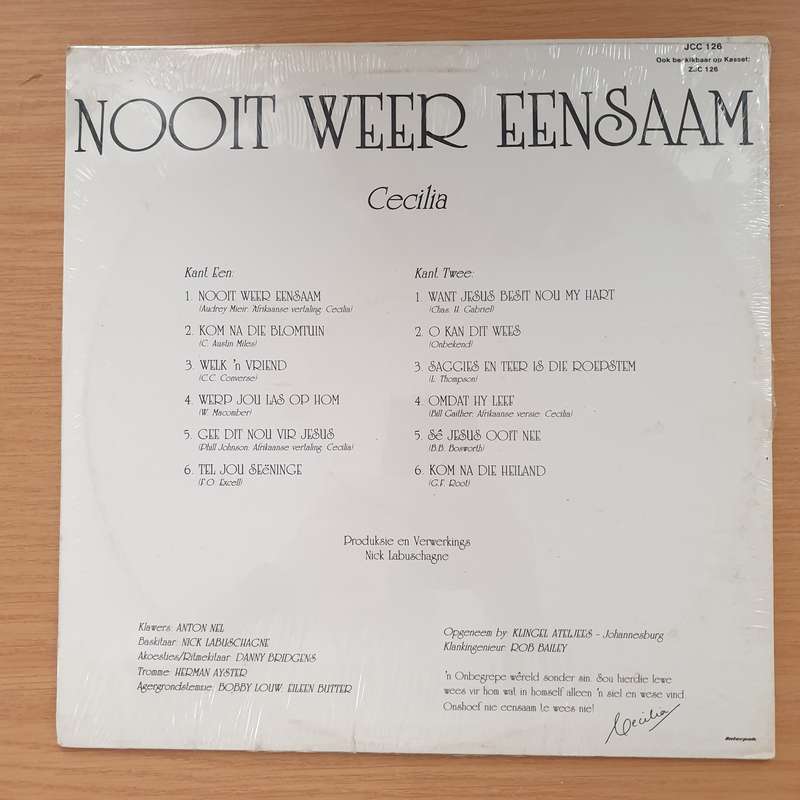 JCC 126
Ook beskikbaar op Kasset:
ZJC 126
NOOIT WEER EENSAAM
Cecilia
Kant Een:
1. NOOIT WEER EENSAAM
(Audrey Mieir: Afrikaanse vertaling: Cecilia)
2. KOM NA DIE BLOMTUIN
(C. Austin Miles)
3. WELK 'n VRIEND
(C.C. Converse)
4. WERP JOU LAS OP HOM
(W. Macomber)
5. GEE DIT NOU VIR JESUS
(Phill Johnson: Afrikaanse vertaling: Cecilia)
6. TEL JOU SEËNINGE
(F.O. Excell)
Kant Twee:
1. WANT JESUS BESIT NOU MY HART
(Chas. H. Gabriel)
2. O KAN DIT WEES
(Onbekend)
3. SAGGIES EN TEER IS DIE ROEPSTEM
(L. Thompson)
4. OMDAT HY LEEF
(Bill Gaither: Afrikaanse versie: Cecilia)
5. SÊ JESUS OOIT NEE
(B.B. Bosworth)
6. KOM NA DIE HEILAND
(G.F. Root)
Produksie en Verwerkings
Nick Labuschagne
Klawers: ANTON NEL
Baskitaar: NICK LABUSCHAGNE
Akoesties/Ritmekitaar: DANNY BRIDGENS
Tromme: HERMAN AYSTER
Agergrondstemme: BOBBY LOUW, EILEEN BUTTER
Opgeneem by: KLINGEL ATELJEES - Johannesburg
Klankingenieur: ROB BAILEY
'n Onbegrepe wêreld sonder sin. Sou hierdie lewe
wees vir hom wat in homself alleen 'n siel en wese vind.
Onshoef nie eensaam te wees nie!
Cecilia
Interpak